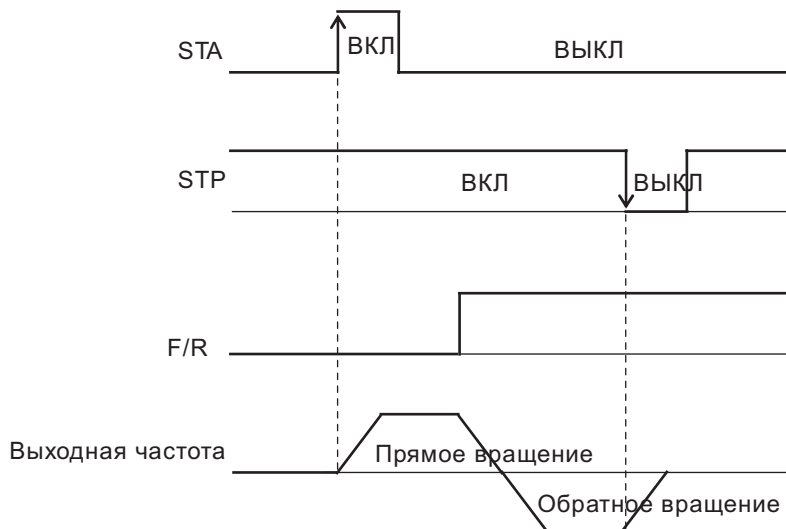 STA
ВКЛ
ВЫКЛ
STP
ВКЛ
ВЫКЛ
F/R
Выходная частота
Прямое вращение
Обратное вращение